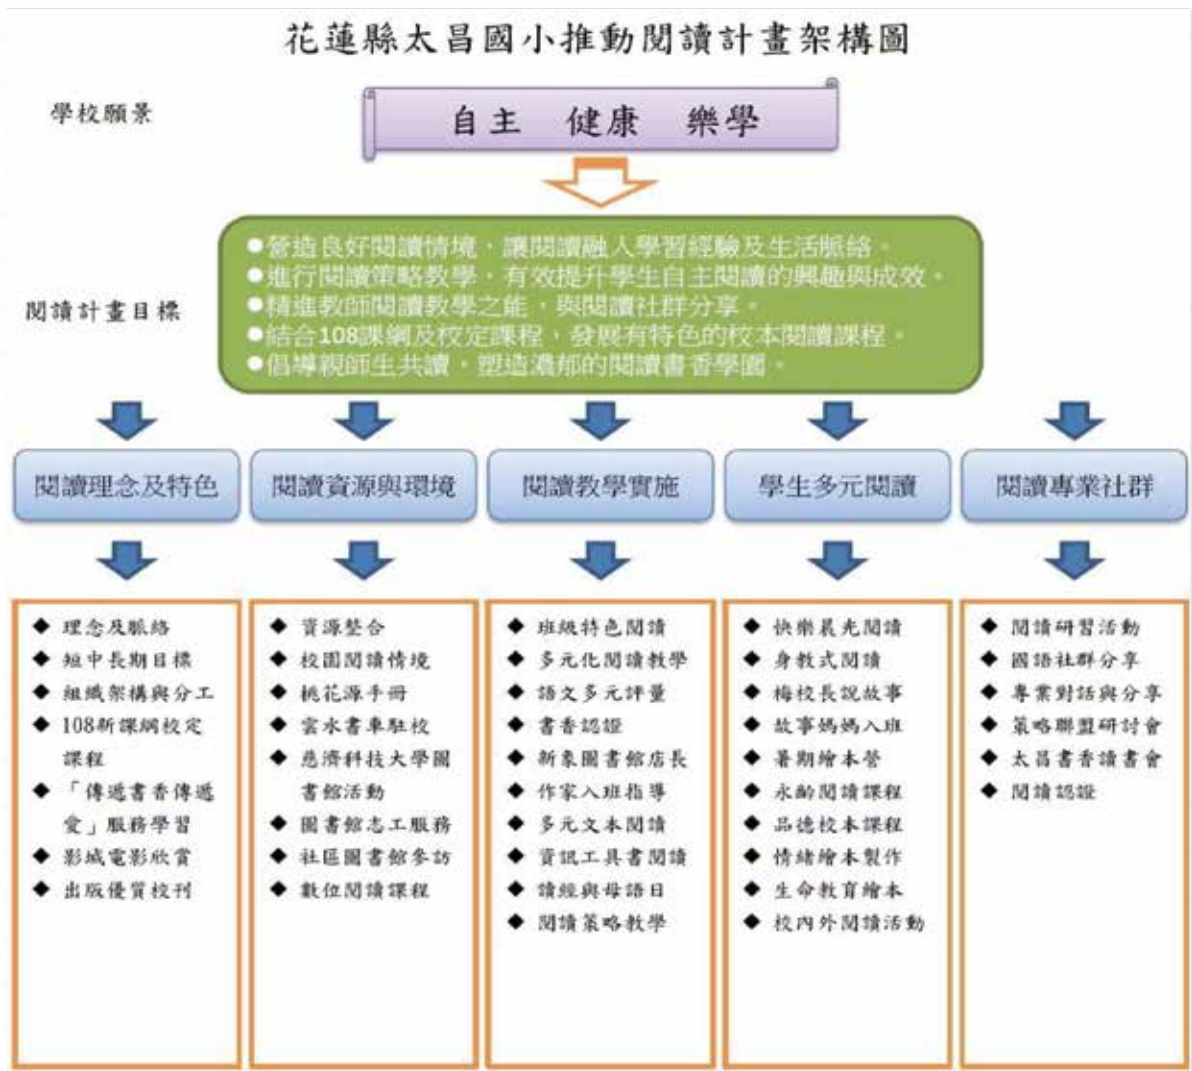 花蓮縣太昌國小推動閱讀計畫架構圖
學校願景
自主 健康 樂學
閱讀計畫目標
●營造良好閱讀情境，讓閱讀融入學習經驗及生活脈絡。
●進行閱讀策略教學，有效提升學生自主閱讀的興趣與成效。
●精進教師閱讀教學之能，與閱讀社群分享。
●結合108課綱及校定課程，發展有特色的校本閱讀課程。
●倡導親師生共讀，塑造濃郁的閱讀書香學園。
閱讀理念及特色
◆ 理念及脈絡
◆ 短中長期目標
◆ 組織架構與分工
◆ 108新課綱校定
課程
◆ 「傳遞書香傳遞
愛」服務學習
◆ 影城電影欣賞
◆ 出版優質校刊
閱讀資源與環境
◆ 資源整合
◆ 校園閱讀情境
◆ 桃花源手冊
◆ 雲水書車駐校
◆ 慈濟科技大學圖
書館活動
◆ 圖書館志工服務
◆ 社區圖書館參訪
◆ 數位閱讀課程
閱讀教學實施
◆ 班級特色閱讀
◆ 多元化閱讀教學
◆ 語文多元評量
◆ 書香認證
◆ 新象圖書館店長
◆ 作家入班指導
◆ 多元文本閱讀
◆ 資訊工具書閱讀
◆ 讀經與母語日
◆ 閱讀策略教學
學生多元閱讀
◆ 快樂晨光閱讀
◆ 身教式閱讀
◆ 梅校長說故事
◆ 故事媽媽入班
◆ 暑期繪本營
◆ 永齡閱讀課程
◆ 品德校本課程
◆ 情緒繪本製作
◆ 生命教育繪本
◆ 校內外閱讀活動
閱讀專業社群
◆ 閱讀研習活動
◆ 國語社群分享
◆ 專業對話與分享
◆ 策略聯盟研討會
◆ 太昌書香讀書會
◆ 閱讀認證